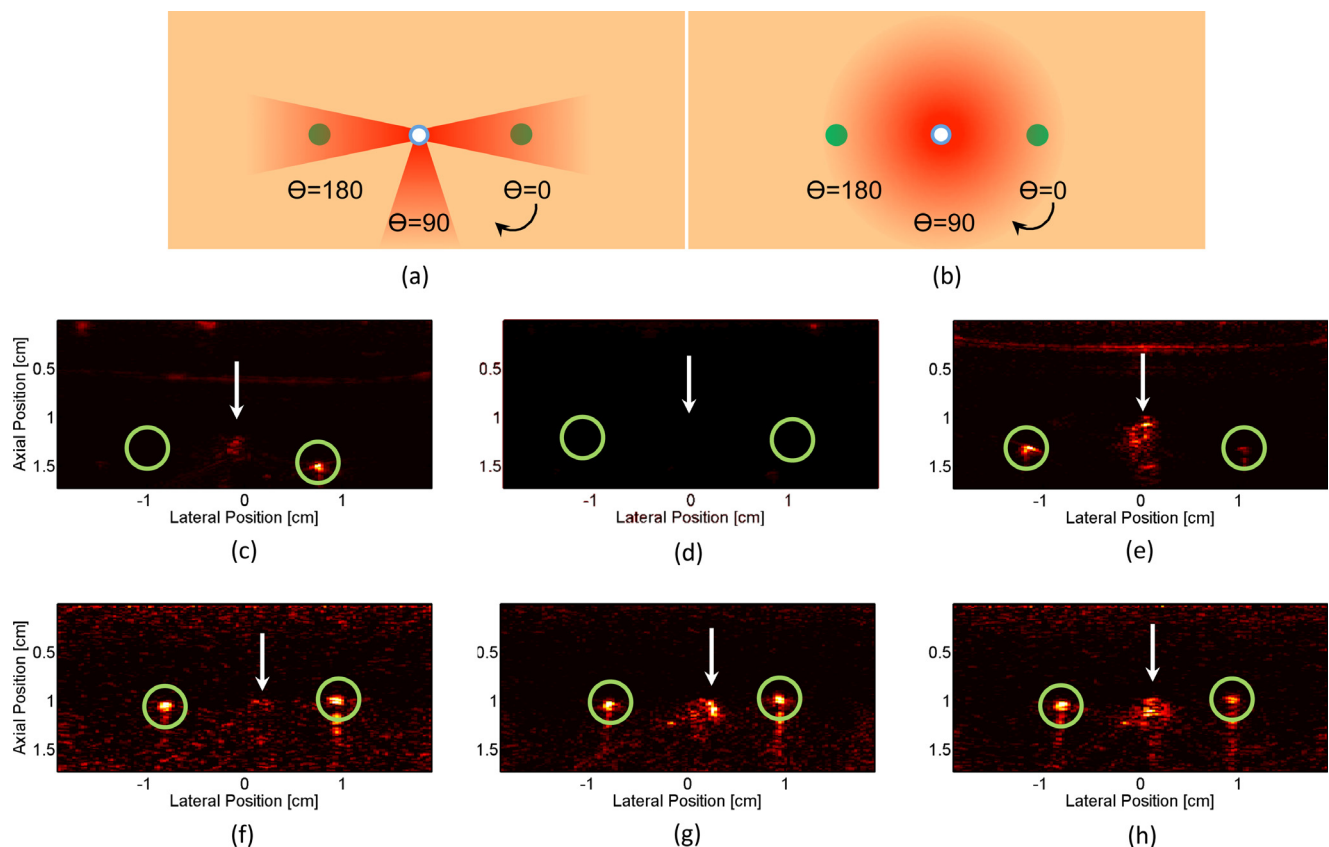 Ө=180
Ө=90
Ө=0
Ө=180
Ө=90
Ө=0
(a)
(b)
Axial Position [cm]
0.5
1
1.5
-1
0
1
Lateral Position [cm]
(c)
0.5
1
1.5
-1
0
1
Lateral Position [cm]
(d)
0.5
1
1.5
-1
0
1
Lateral Position [cm]
(e)
Axial Position [cm]
0.5
1
1.5
-1
0
1
Lateral Position [cm]
(f)
0.5
1
1.5
-1
0
1
Lateral Position [cm]
(g)
0.5
1
1.5
-1
0
1
Lateral Position [cm]
(h)